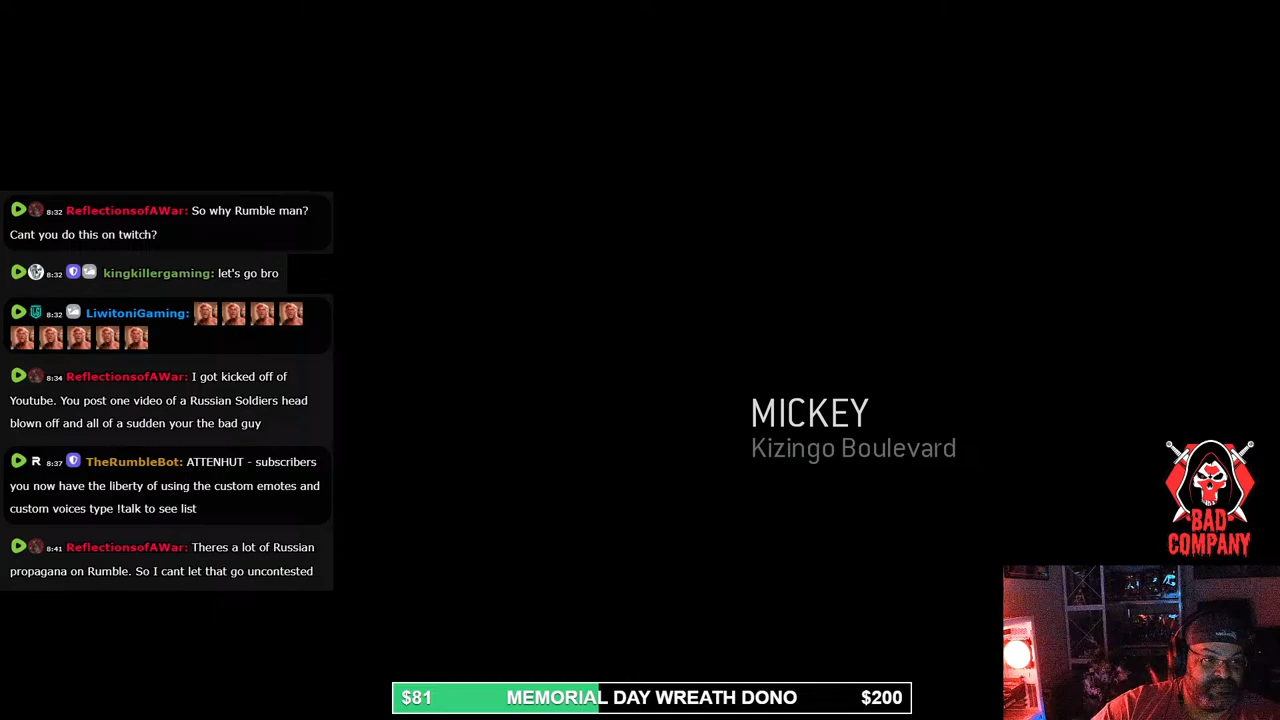 8:32 ReflectionsofAWar: So why Rumble man?
Cant you do this on twitch?
8:32 kingkillergaming: let's go bro
8:32 LiwitoniGaming:
8:34 ReflectionsofAWar: I got kicked off of
Youtube. You post one video of a Russian Soldiers head
blown off and all of a sudden your the bad guy
R 8:37 TheRumbleBot: ATTENHUT - subscribers
you now have the liberty of using the custom emotes and
custom voices type !talk to see list
8:41 ReflectionsofAWar: Theres a lot of Russian
propagana on Rumble. So I cant let that go uncontested
MICKEY
Kizingo Boulevard
BAD
COMPANY
$81 MEMORIAL DAY WREATH DONO $200